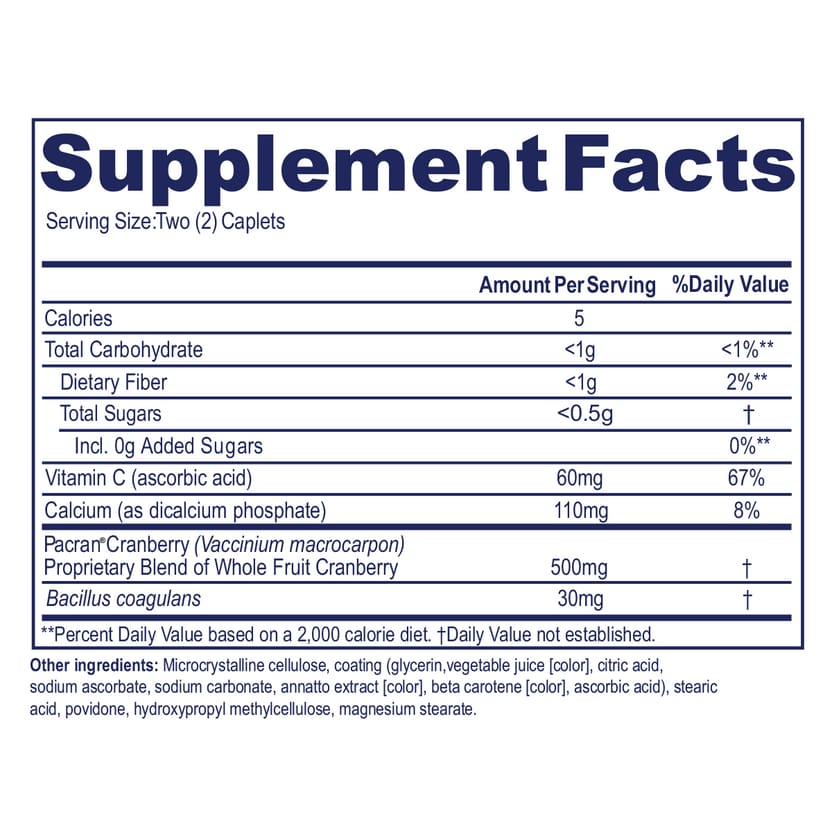 Supplement Facts
Serving Size:Two (2) Caplets
Amount Per Serving %Daily Value
Calories 5
Total Carbohydrate <1g <1%**
Dietary Fiber <1g 2%**
Total Sugars <0.5g †
Incl. 0g Added Sugars 0%**
Vitamin C (ascorbic acid) 60mg 67%
Calcium (as dicalcium phosphate) 110mg 8%
Pacran®Cranberry (Vaccinium macrocarpon)
Proprietary Blend of Whole Fruit Cranberry 500mg †
Bacillus coagulans 30mg †
**Percent Daily Value based on a 2,000 calorie diet. †Daily Value not established.
Other ingredients: Microcrystalline cellulose, coating (glycerin,vegetable juice [color], citric acid,
sodium ascorbate, sodium carbonate, annatto extract [color], beta carotene [color], ascorbic acid), stearic
acid, povidone, hydroxypropyl methylcellulose, magnesium stearate.